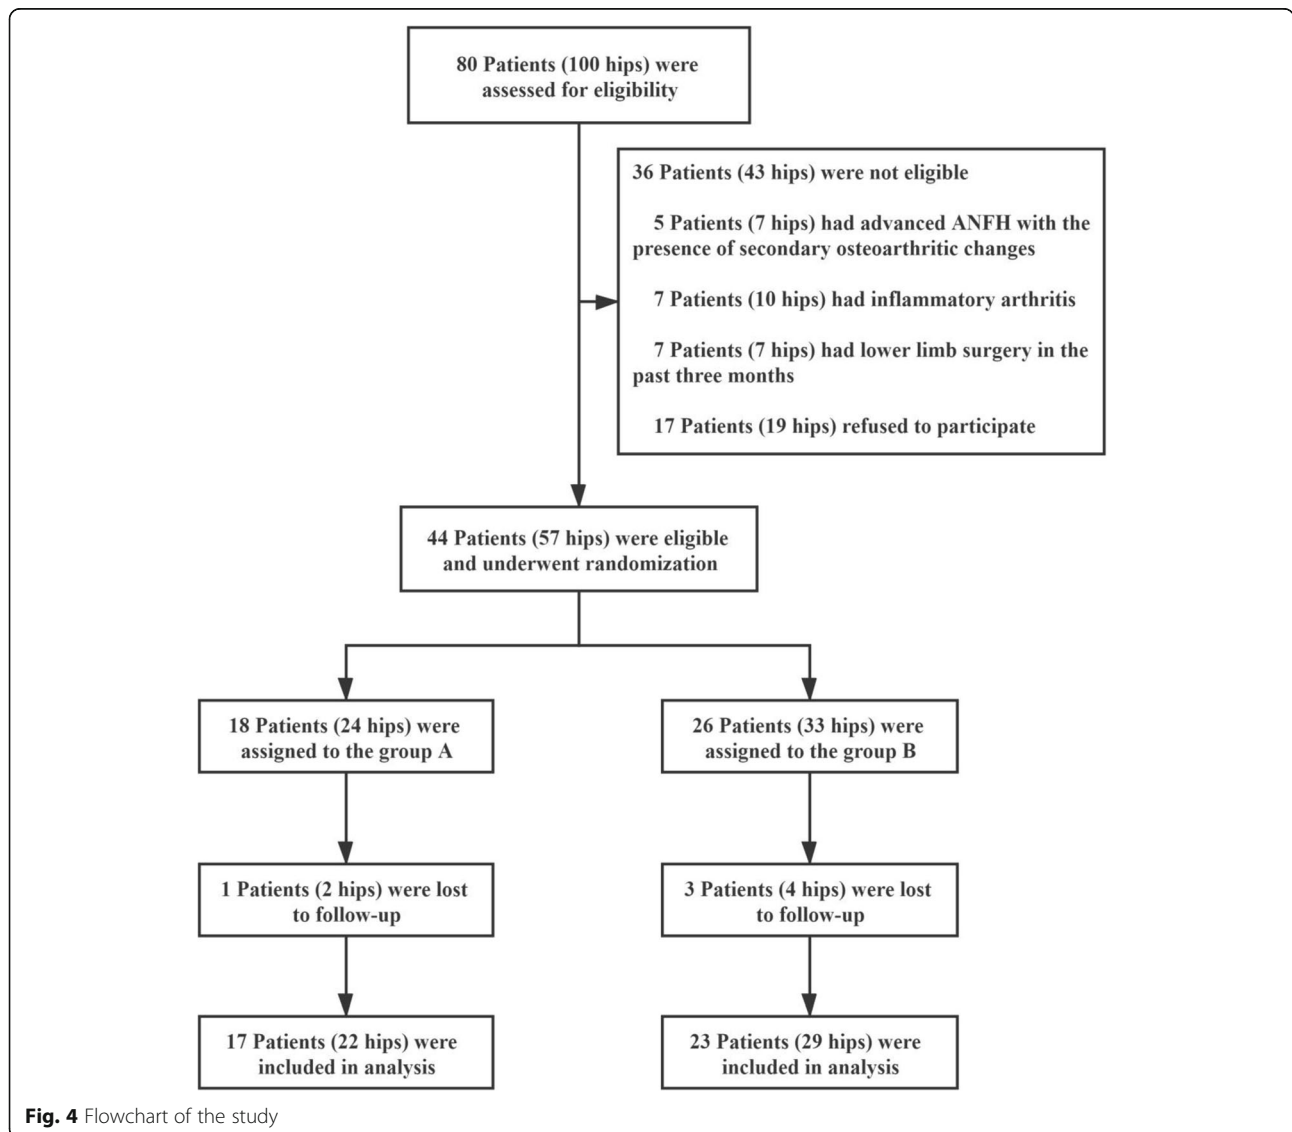 80 Patients (100 hips) were
assessed for eligibility
36 Patients (43 hips) were not eligible
5 Patients (7 hips) had advanced ANFH with the
presence of secondary osteoarthritic changes
7 Patients (10 hips) had inflammatory arthritis
7 Patients (7 hips) had lower limb surgery in the
past three months
17 Patients (19 hips) refused to participate
44 Patients (57 hips) were eligible
and underwent randomization
18 Patients (24 hips) were
assigned to the group A
26 Patients (33 hips) were
assigned to the group B
1 Patients (2 hips) were lost
to follow-up
3 Patients (4 hips) were lost
to follow-up
17 Patients (22 hips) were
included in analysis
23 Patients (29 hips) were
included in analysis
Fig. 4 Flowchart of the study